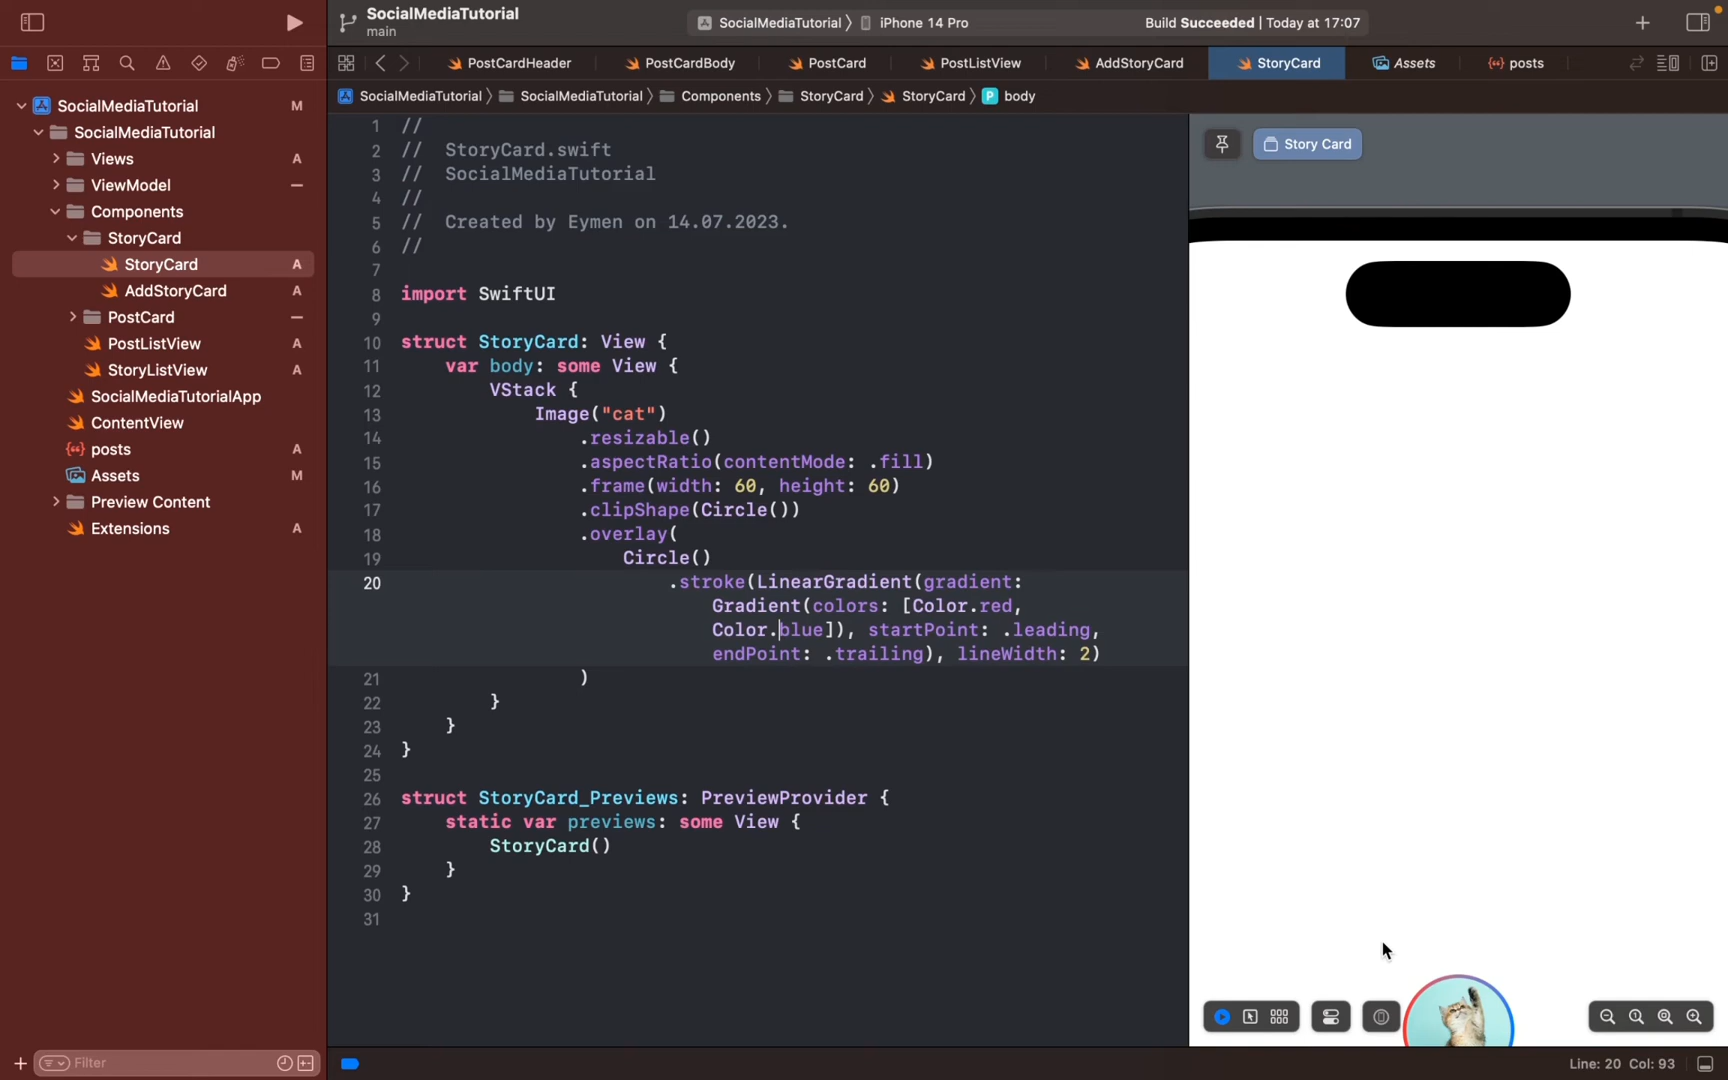 SocialMediaTutorial
main
SocialMediaTutorial
iPhone 14 Pro
Build Succeeded | Today at 17:07
PostCardHeader
PostCardBody
PostCard
PostListView
AddStoryCard
StoryCard
Assets
posts
SocialMediaTutorial
SocialMediaTutorial
Components
StoryCard
StoryCard
body
SocialMediaTutorial M
SocialMediaTutorial
Views A
ViewModel
Components
StoryCard
StoryCard A
AddStoryCard A
PostCard
PostListView A
StoryListView A
SocialMediaTutorialApp
ContentView
posts A
Assets M
Preview Content
Extensions A
Filter
1 //
2 //  StoryCard.swift
3 //  SocialMediaTutorial
4 //
5 //  Created by Eymen on 14.07.2023.
6 //
7
8 import SwiftUI
9
10 struct StoryCard: View {
11     var body: some View {
12         VStack {
13             Image("cat")
14                 .resizable()
15                 .aspectRatio(contentMode: .fill)
16                 .frame(width: 60, height: 60)
17                 .clipShape(Circle())
18                 .overlay(
19                     Circle()
20                         .stroke(LinearGradient(gradient:
Gradient(colors: [Color.red,
Color.blue]), startPoint: .leading,
endPoint: .trailing), lineWidth: 2)
21                 )
22         }
23     }
24 }
25
26 struct StoryCard_Previews: PreviewProvider {
27     static var previews: some View {
28         StoryCard()
29     }
30 }
31
Story Card
Line: 20 Col: 93